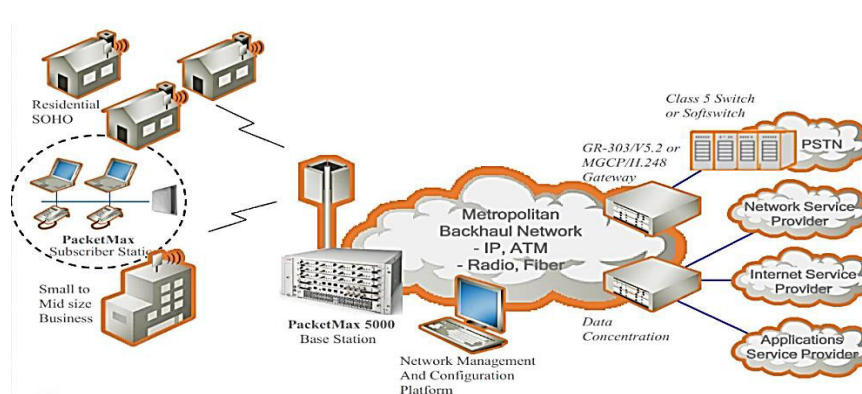 Residential
SOHO
PacketMax
Subscriber Static
Small to
Mid size
Business
PacketMax 5000
Base Station
Metropolitan
Backhaul Network
- IP, ATM
- Radio, Fiber
Network Management
And Configuration
Platform
GR-303/V5.2 or
MGCP/H.248
Gateway
Class 5 Switch
or Softswitch
PSTN
Network Service
Provider
Internet Service
Provider
Applications
Service Provider
Data
Concentration